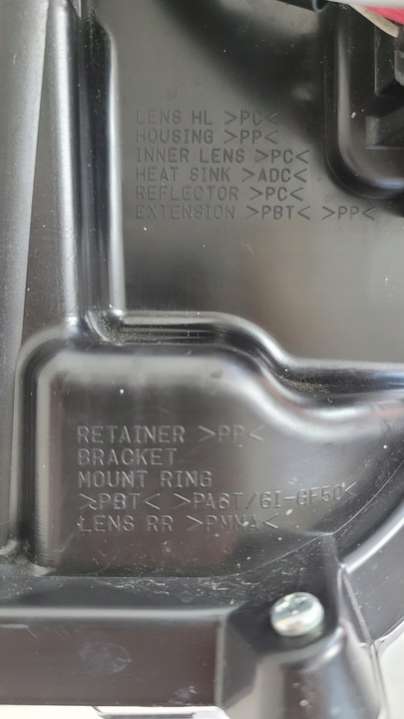 LENS HL >PC<
HOUSING >PP<
INNER LENS >PC<
HEAT SINK >ADC<
REFLECTOR >PC<
EXTENSION >PBT< >PP<
RETAINER >PP<
BRACKET
MOUNT RING
>PBT< >PA6T/6I-GF50<
LENS RR >PMMA<